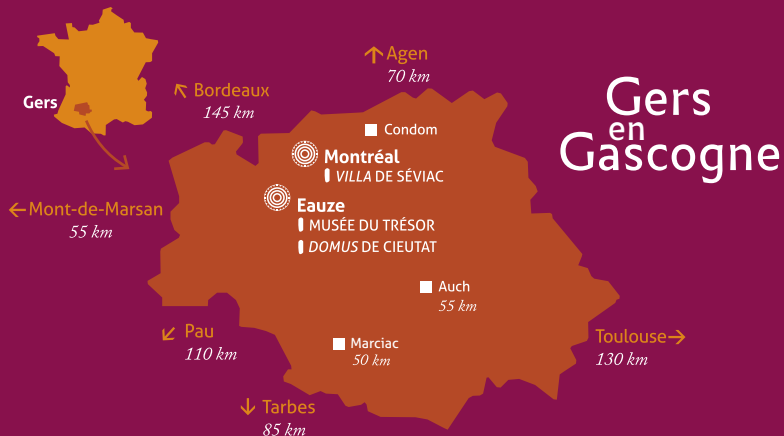 Gers
en
Gascogne
Gers
Agen
70 km
Bordeaux
145 km
Condom
Montréal
VILLA DE SÉVIAC
Mont-de-Marsan
55 km
Eauze
MUSÉE DU TRÉSOR
DOMUS DE CIEUTAT
Auch
55 km
Pau
110 km
Marciac
50 km
Toulouse
130 km
Tarbes
85 km